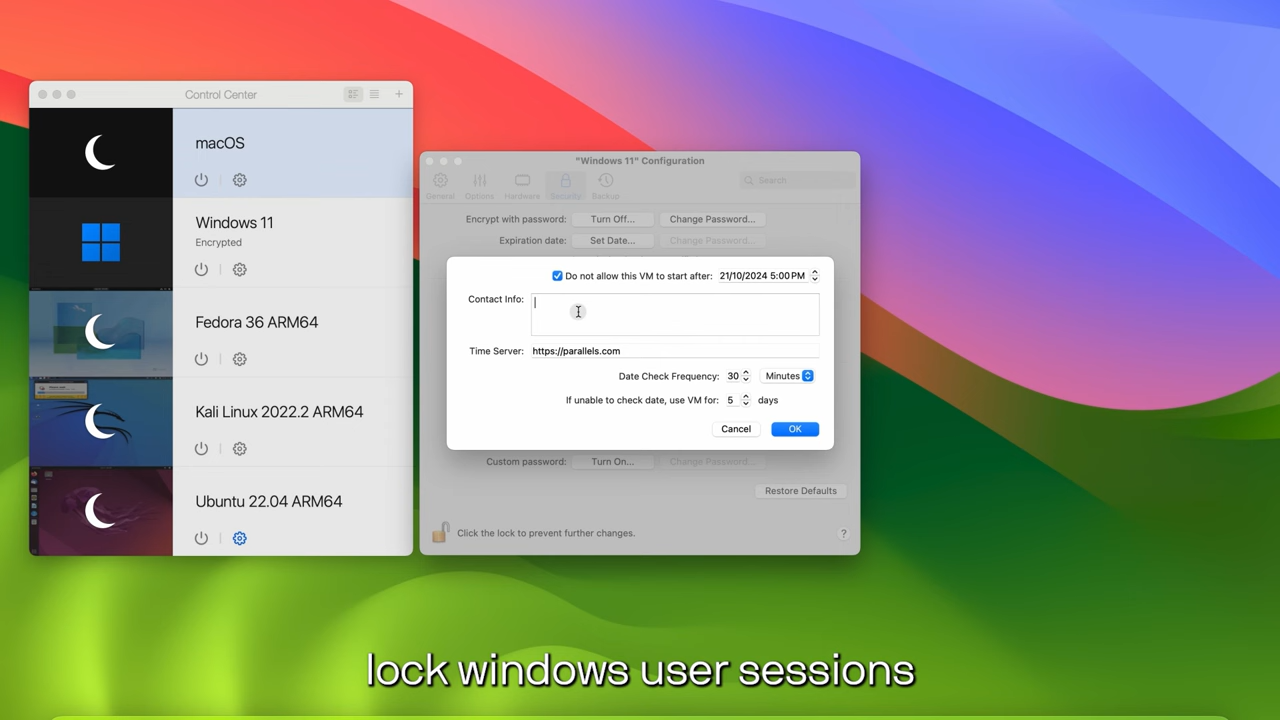 Control Center
macOS
Windows 11
Encrypted
Fedora 36 ARM64
Kali Linux 2022.2 ARM64
Ubuntu 22.04 ARM64
"Windows 11" Configuration
General Options Hardware Security Backup
Search
Encrypt with password: Turn Off... Change Password...
Expiration date: Set Date... Change Password...
Do not allow this VM to start after: 21/10/2024 5:00 PM
Contact Info:
Time Server: https://parallels.com
Date Check Frequency: 30 Minutes
If unable to check date, use VM for: 5 days
Cancel OK
Custom password: Turn On... Change Password...
Restore Defaults
Click the lock to prevent further changes. ?
lock windows user sessions